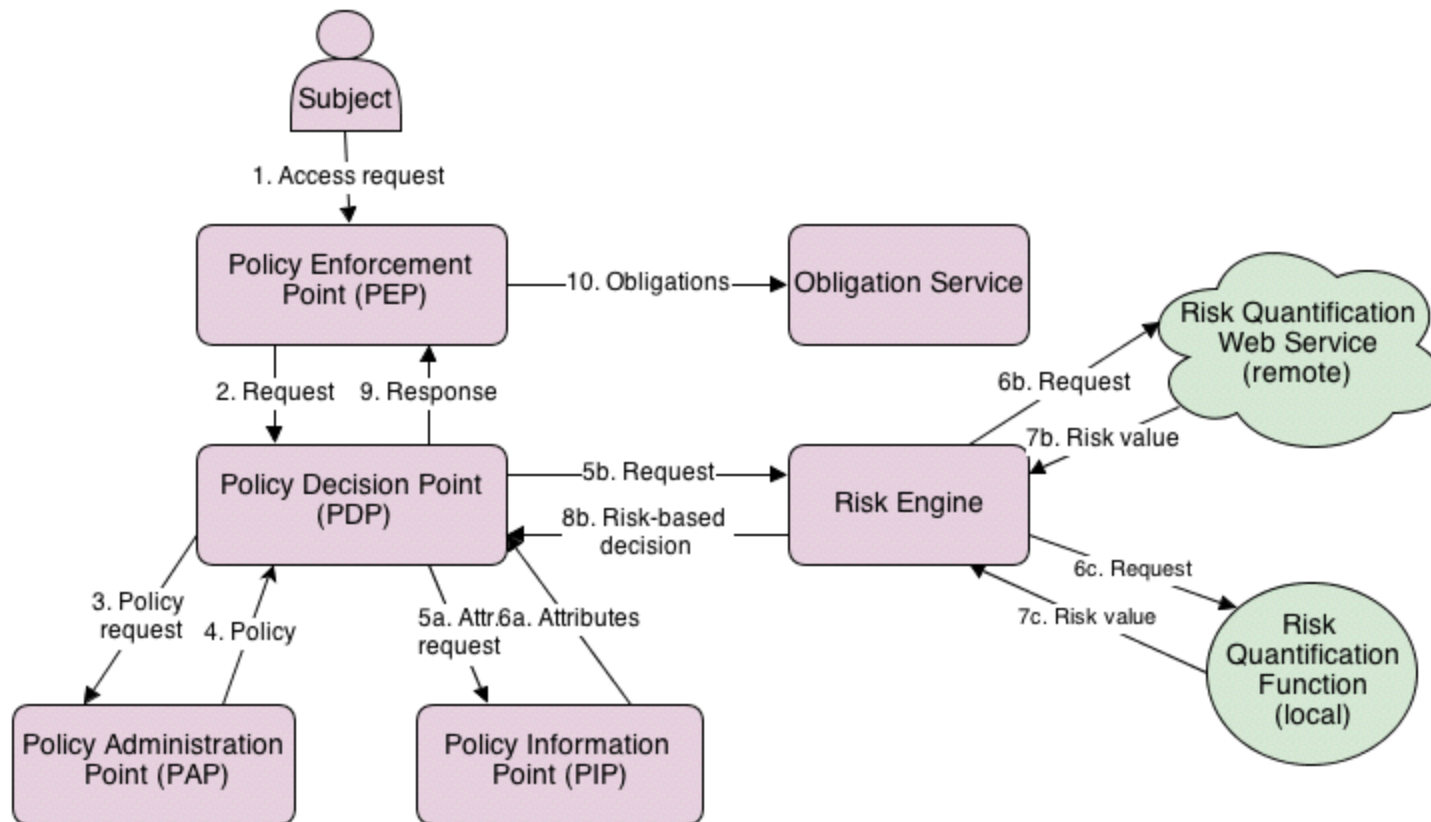 Subject
1. Access request
Policy Enforcement
Point (PEP)
10. Obligations
Obligation Service
Risk Quantification
Web Service
(remote)
6b. Request
7b. Risk value
2. Request
9. Response
Policy Decision Point
(PDP)
5b. Request
8b. Risk-based
decision
Risk Engine
6c. Request
7c. Risk value
Risk
Quantification
Function
(local)
3. Policy
request
4. Policy
5a. Attr.
request
6a. Attributes
Policy Administration
Point (PAP)
Policy Information
Point (PIP)